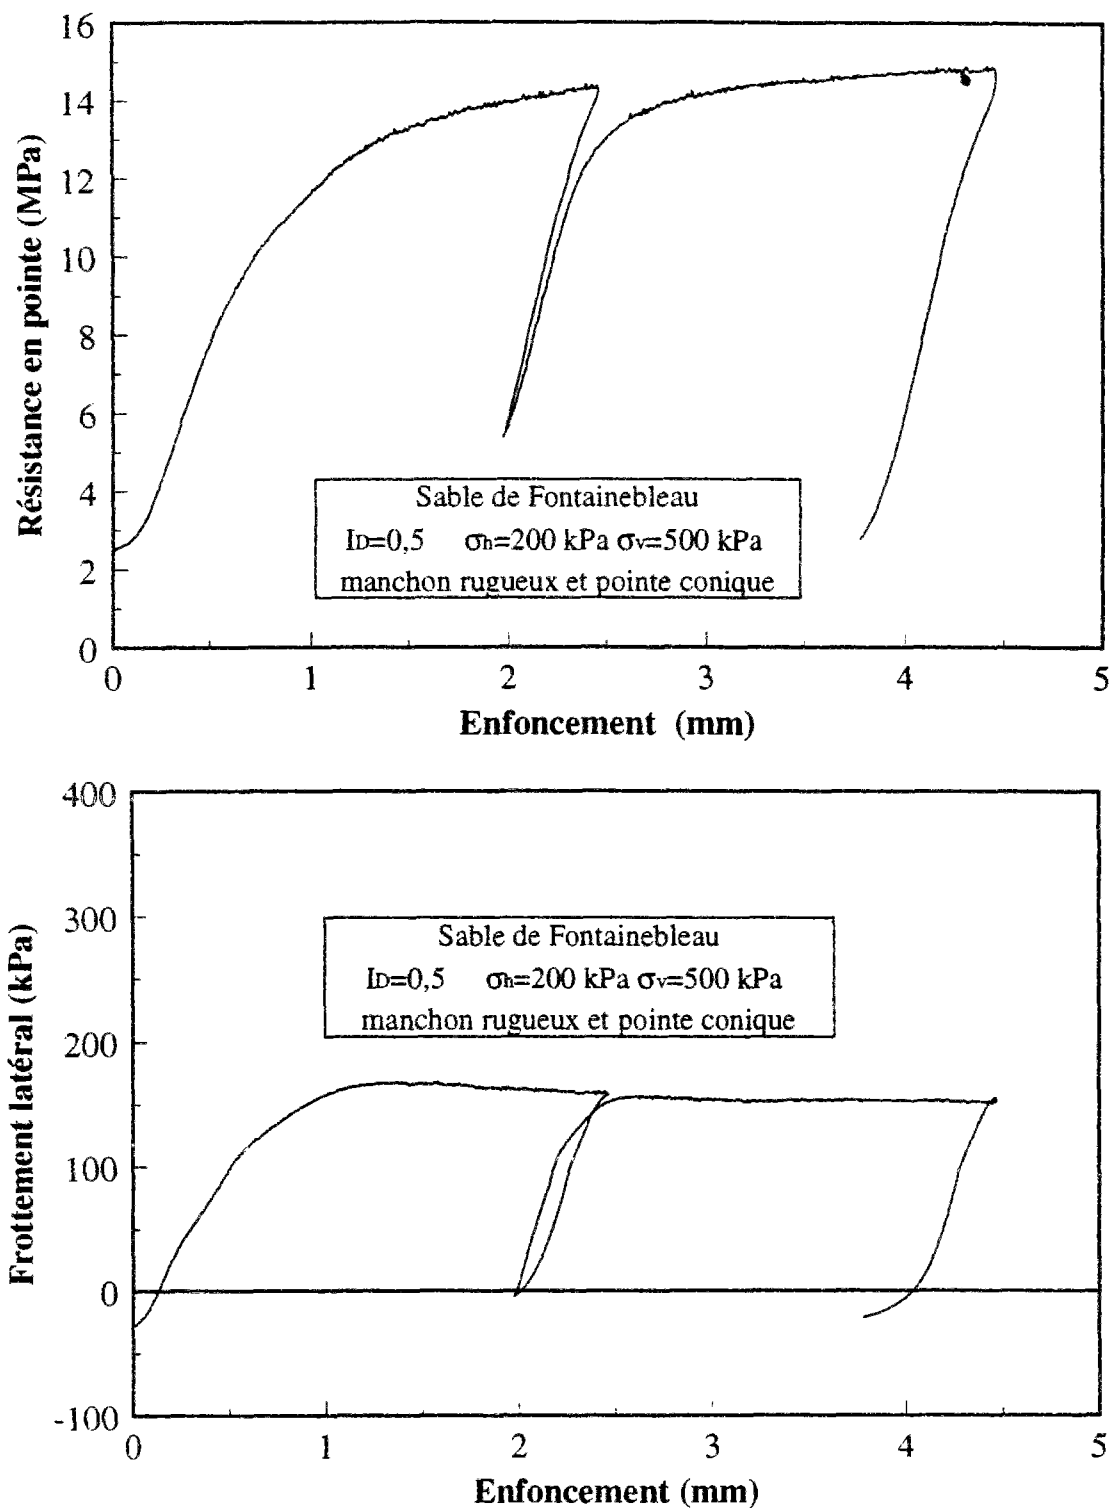 16
14
12
10
8
6
4
2
0
Résistance en pointe (MPa)
Sable de Fontainebleau
ID=0,5 σh=200 kPa σv=500 kPa
manchon rugueux et pointe conique
0 1 2 3 4 5
Enfoncement (mm)
400
300
200
100
0
-100
Frottement latéral (kPa)
Sable de Fontainebleau
ID=0,5 σh=200 kPa σv=500 kPa
manchon rugueux et pointe conique
0 1 2 3 4 5
Enfoncement (mm)